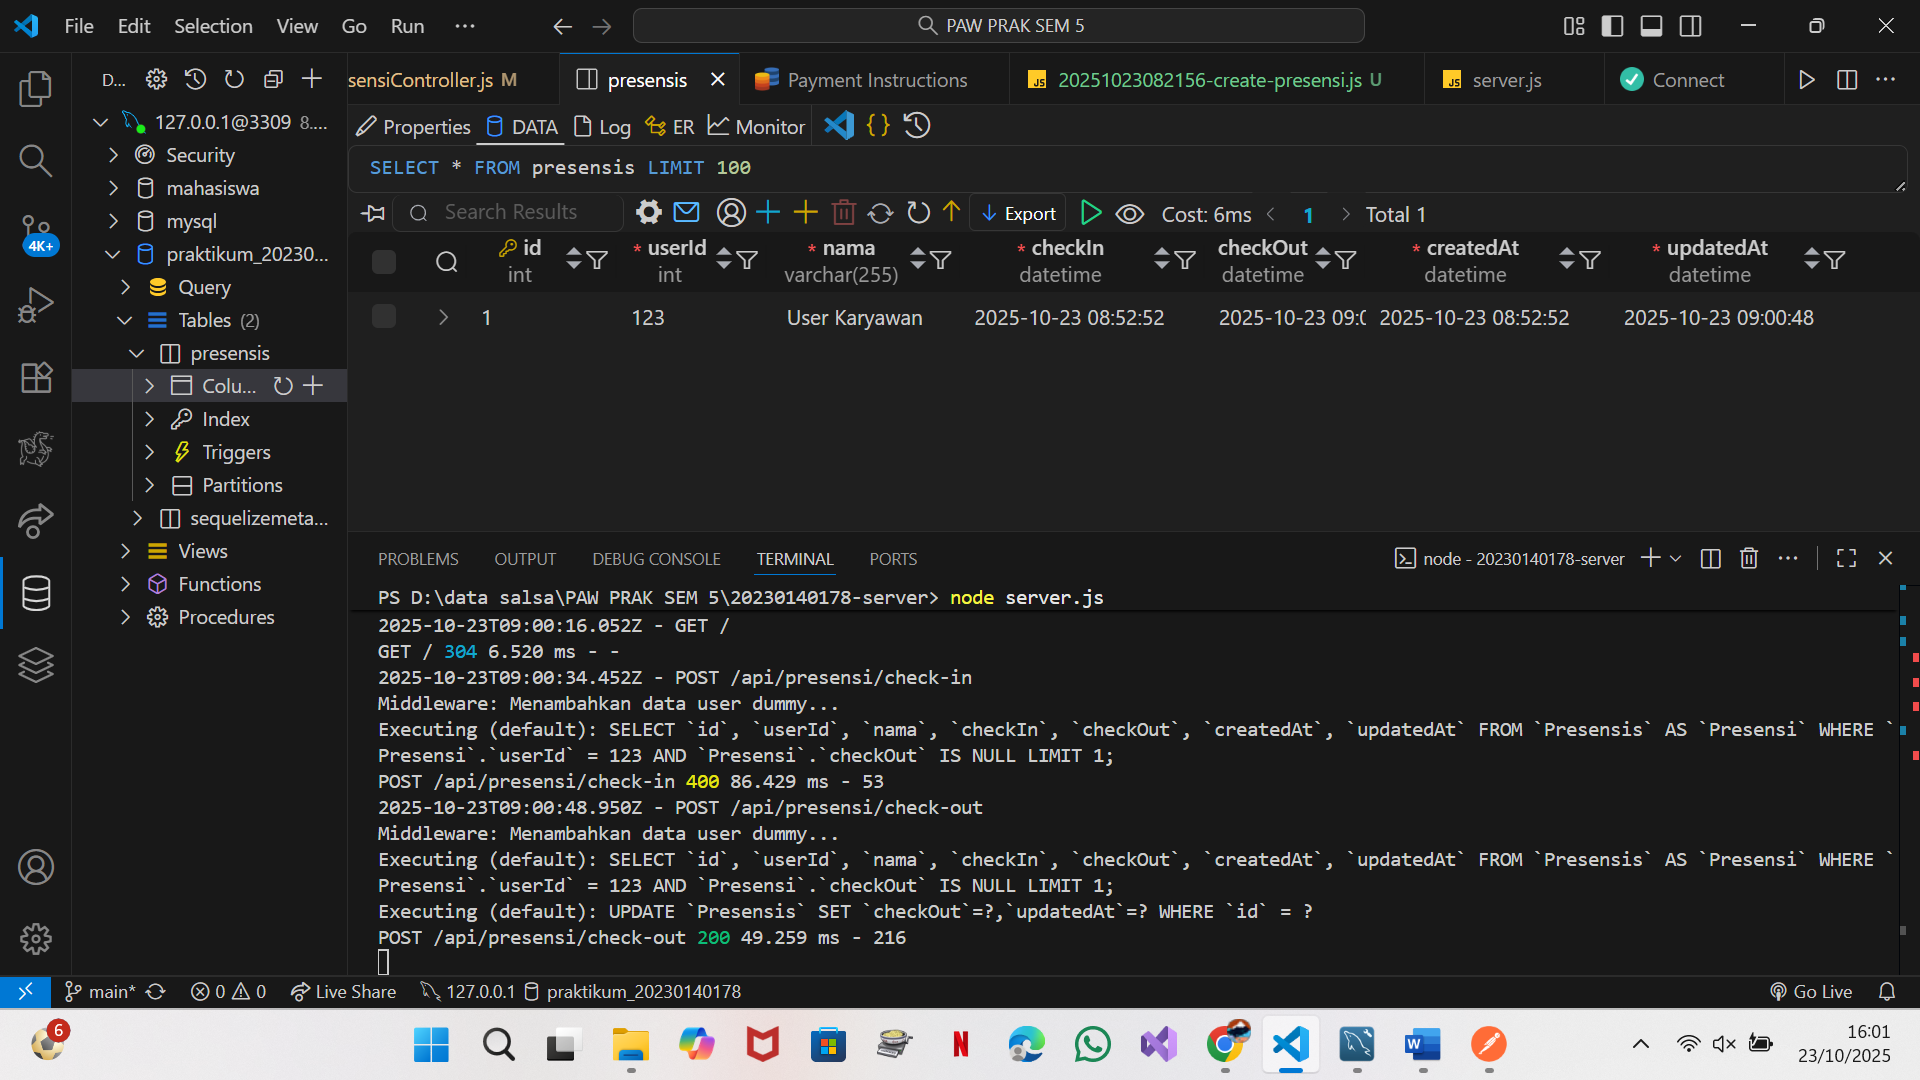 File Edit Selection View Go Run ··· PAW PRAK SEM 5
D... sensiController.js M presensis Payment Instructions 20251023082156-create-presensi.js U server.js Connect
127.0.0.1@3309 8.... Properties DATA Log ER Monitor
Security
SELECT * FROM presensis LIMIT 100
mahasiswa
mysql
Search Results Export Cost: 6ms 1 Total 1
praktikum_20230...
id * userId * nama * checkIn checkOut * createdAt * updatedAt
int int varchar(255) datetime datetime datetime datetime
Query
Tables (2)
1 123 User Karyawan 2025-10-23 08:52:52 2025-10-23 09:0 2025-10-23 08:52:52 2025-10-23 09:00:48
presensis
Colu...
Index
Triggers
Partitions
sequelizemeta...
Views
Functions
Procedures
4K+
PROBLEMS OUTPUT DEBUG CONSOLE TERMINAL PORTS node - 20230140178-server
PS D:\data salsa\PAW PRAK SEM 5\20230140178-server> node server.js
2025-10-23T09:00:16.052Z - GET /
GET / 304 6.520 ms - -
2025-10-23T09:00:34.452Z - POST /api/presensi/check-in
Middleware: Menambahkan data user dummy...
Executing (default): SELECT `id`, `userId`, `nama`, `checkIn`, `checkOut`, `createdAt`, `updatedAt` FROM `Presensis` AS `Presensi` WHERE `
Presensi`.`userId` = 123 AND `Presensi`.`checkOut` IS NULL LIMIT 1;
POST /api/presensi/check-in 400 86.429 ms - 53
2025-10-23T09:00:48.950Z - POST /api/presensi/check-out
Middleware: Menambahkan data user dummy...
Executing (default): SELECT `id`, `userId`, `nama`, `checkIn`, `checkOut`, `createdAt`, `updatedAt` FROM `Presensis` AS `Presensi` WHERE `
Presensi`.`userId` = 123 AND `Presensi`.`checkOut` IS NULL LIMIT 1;
Executing (default): UPDATE `Presensis` SET `checkOut`=?,`updatedAt`=? WHERE `id` = ?
POST /api/presensi/check-out 200 49.259 ms - 216
main* 0 0 Live Share 127.0.0.1 praktikum_20230140178 Go Live
6
16:01
23/10/2025